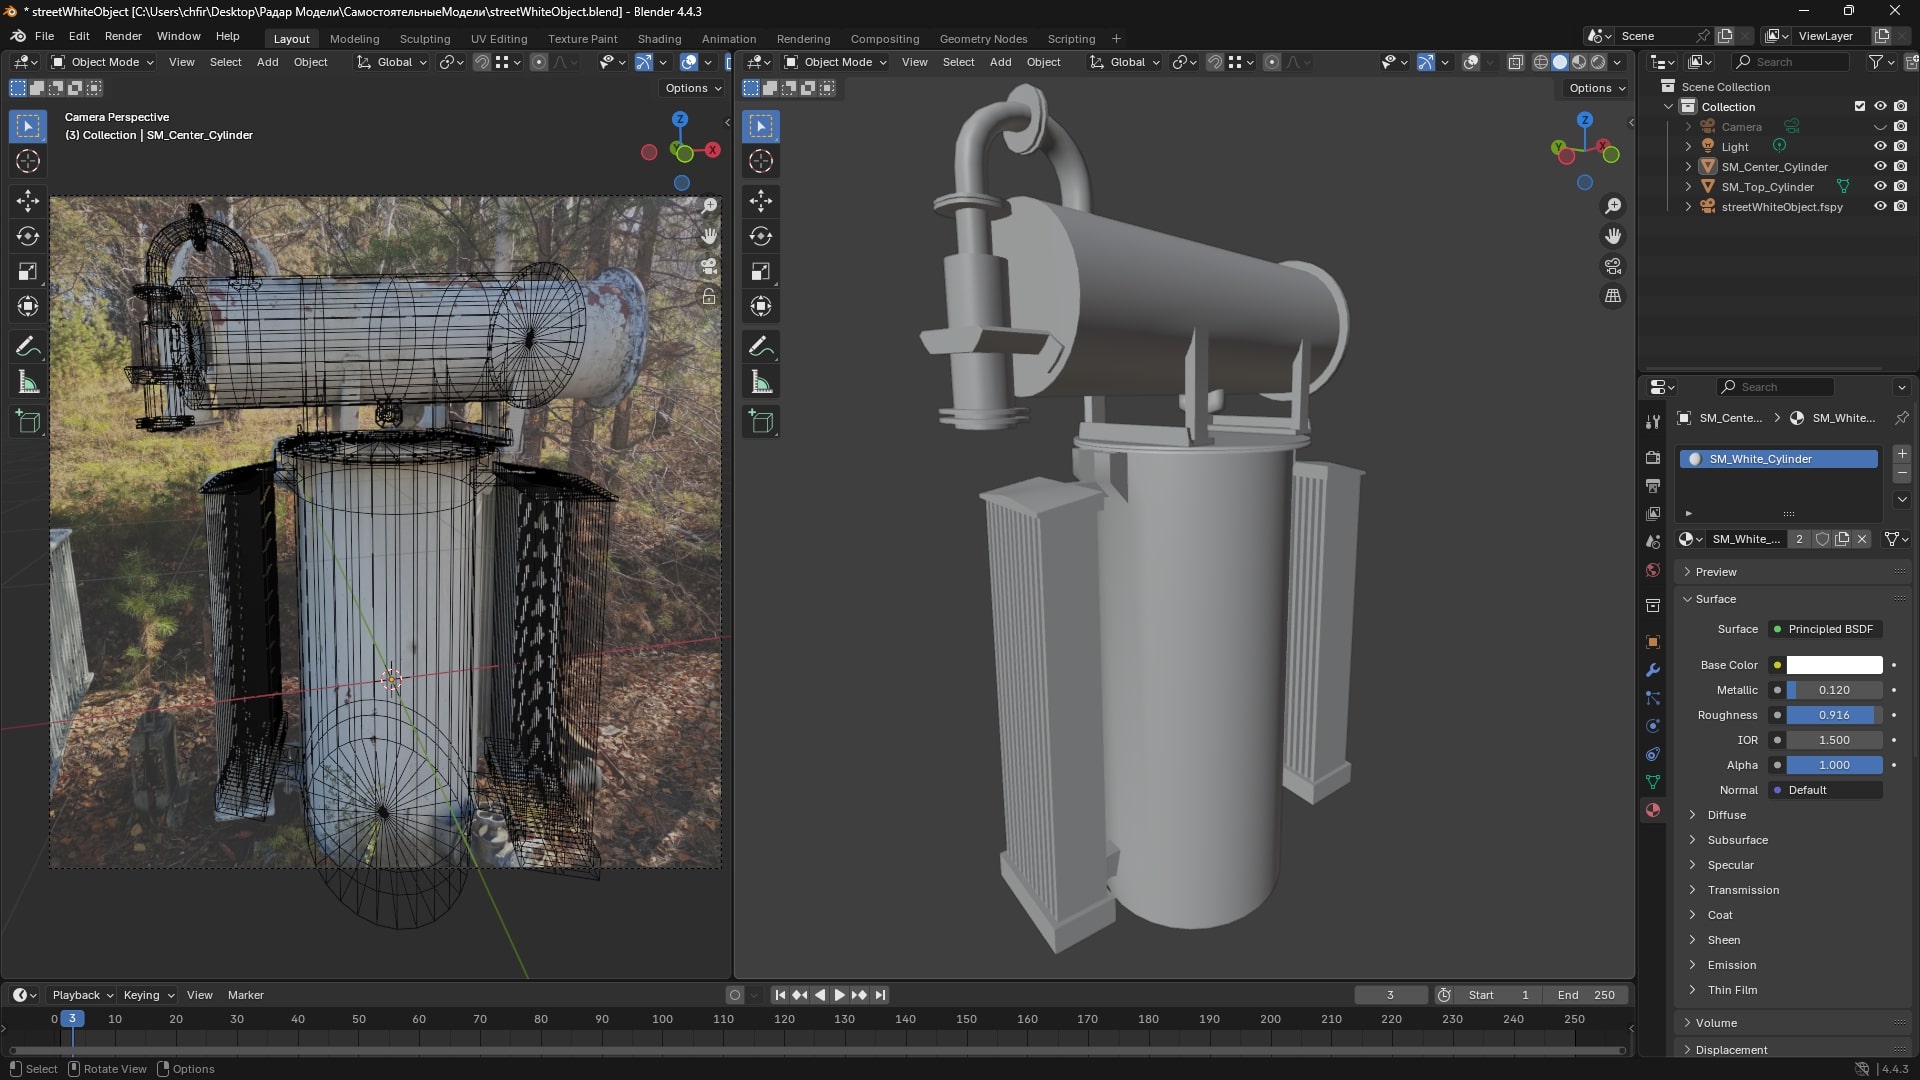 * streetWhiteObject [C:\Users\chfir\Desktop\Радар Модели\СамостоятельныеМодели\streetWhiteObject.blend] - Blender 4.4.3
File Edit Render Window Help
Layout Modeling Sculpting UV Editing Texture Paint Shading Animation Rendering Compositing Geometry Nodes Scripting +
Scene
ViewLayer
Object Mode View Select Add Object Global
Options
Camera Perspective
(3) Collection | SM_Center_Cylinder
Z
X
Y
Object Mode View Select Add Object Global
Options
Z
Y
X
Search
Scene Collection
Collection
Camera
Light
SM_Center_Cylinder
SM_Top_Cylinder
streetWhiteObject.fspy
Search
SM_Cente... > SM_White...
SM_White_Cylinder
SM_White_... 2
Preview
Surface
Surface Principled BSDF
Base Color
Metallic 0.120
Roughness 0.916
IOR 1.500
Alpha 1.000
Normal Default
Diffuse
Subsurface
Specular
Transmission
Coat
Sheen
Emission
Thin Film
Volume
Displacement
Playback Keying View Marker
3
Start 1
End 250
0 3 10 20 30 40 50 60 70 80 90 100 110 120 130 140 150 160 170 180 190 200 210 220 230 240 250
Select Rotate View Options
4.4.3